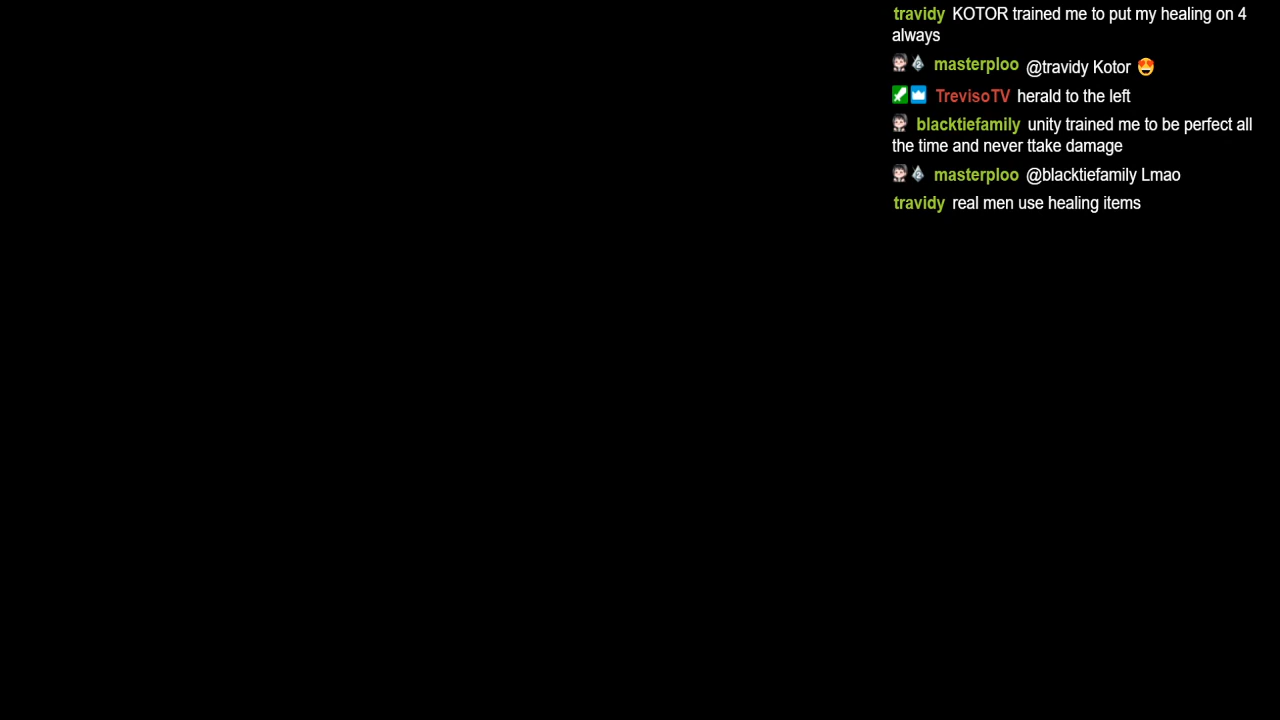 travidy KOTOR trained me to put my healing on 4
always
masterploo @travidy Kotor 😍
TrevisoTV herald to the left
blacktiefamily unity trained me to be perfect all
the time and never ttake damage
masterploo @blacktiefamily Lmao
travidy real men use healing items